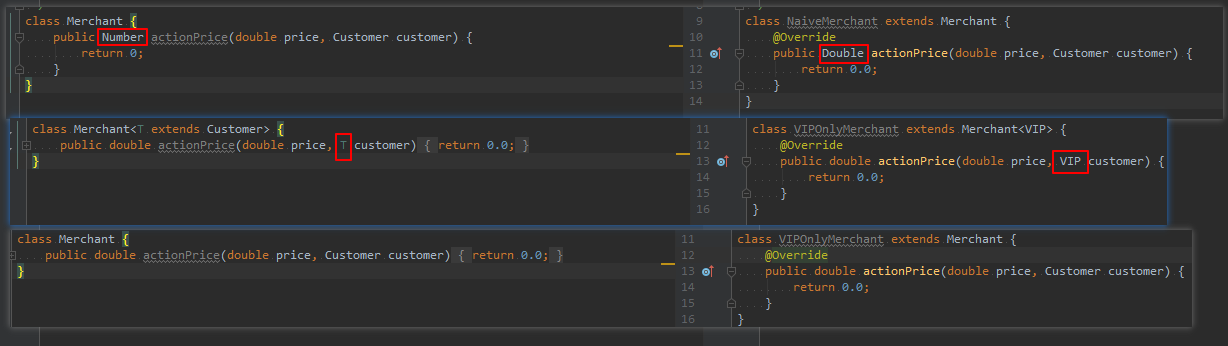 class Merchant {
public Number actionPrice(double price, Customer customer) {
return 0;
}
}
9 class NaiveMerchant extends Merchant {
10 @Override
11 public Double actionPrice(double price, Customer customer) {
12 return 0.0;
13 }
14 }
class Merchant<T extends Customer> {
public double actionPrice(double price, T customer) { return 0.0; }
}
11 class VIPOnlyMerchant extends Merchant<VIP> {
12 @Override
13 public double actionPrice(double price, VIP customer) {
14 return 0.0;
15 }
16 }
class Merchant {
public double actionPrice(double price, Customer customer) { return 0.0; }
}
11 class VIPOnlyMerchant extends Merchant {
12 @Override
13 public double actionPrice(double price, Customer customer) {
14 return 0.0;
15 }
16 }